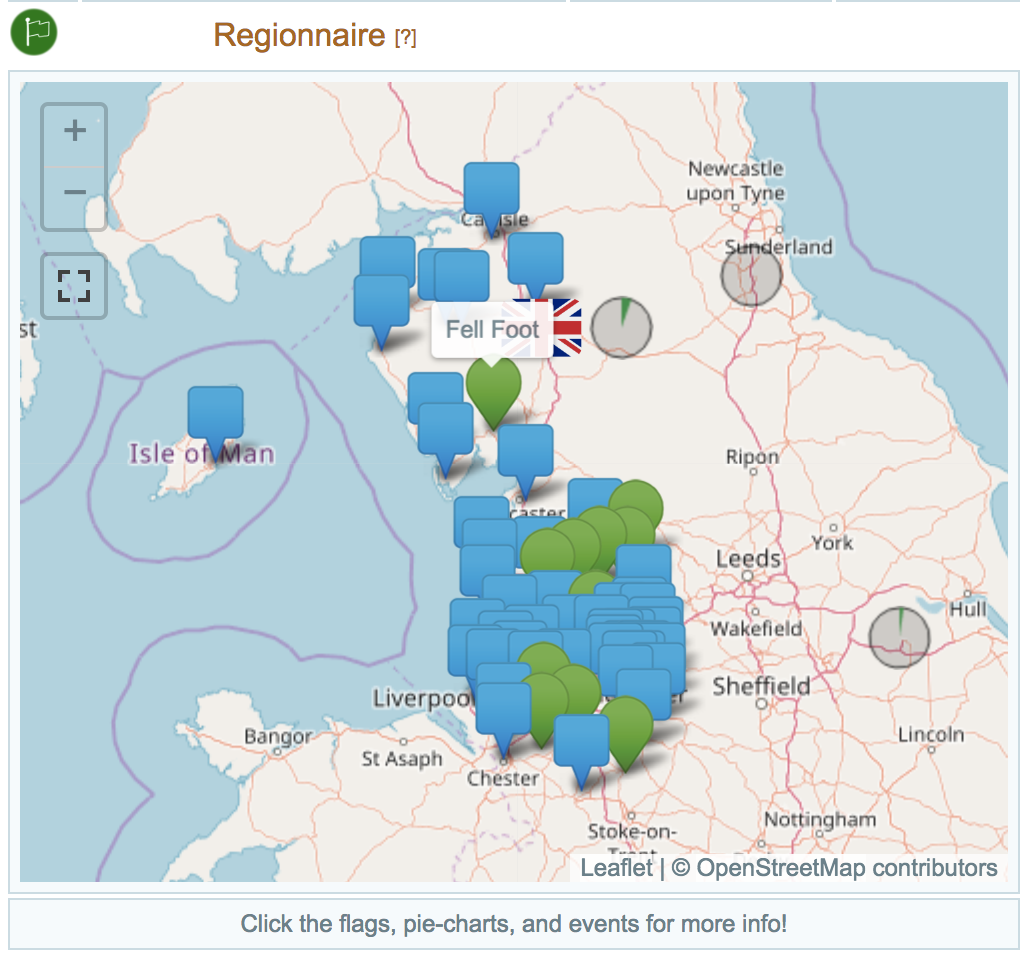 Regionnaire [?]
+
−
Newcastle
upon Tyne
Sunderland
st
Fell Foot
Isle of Man
Ripon
caster
York
Leeds
Hull
Wakefield
Liverpoo
Sheffield
Bangor
Lincoln
St Asaph
Chester
Nottingham
Stoke-on-
Trent
Leaflet | © OpenStreetMap contributors
Click the flags, pie-charts, and events for more info!